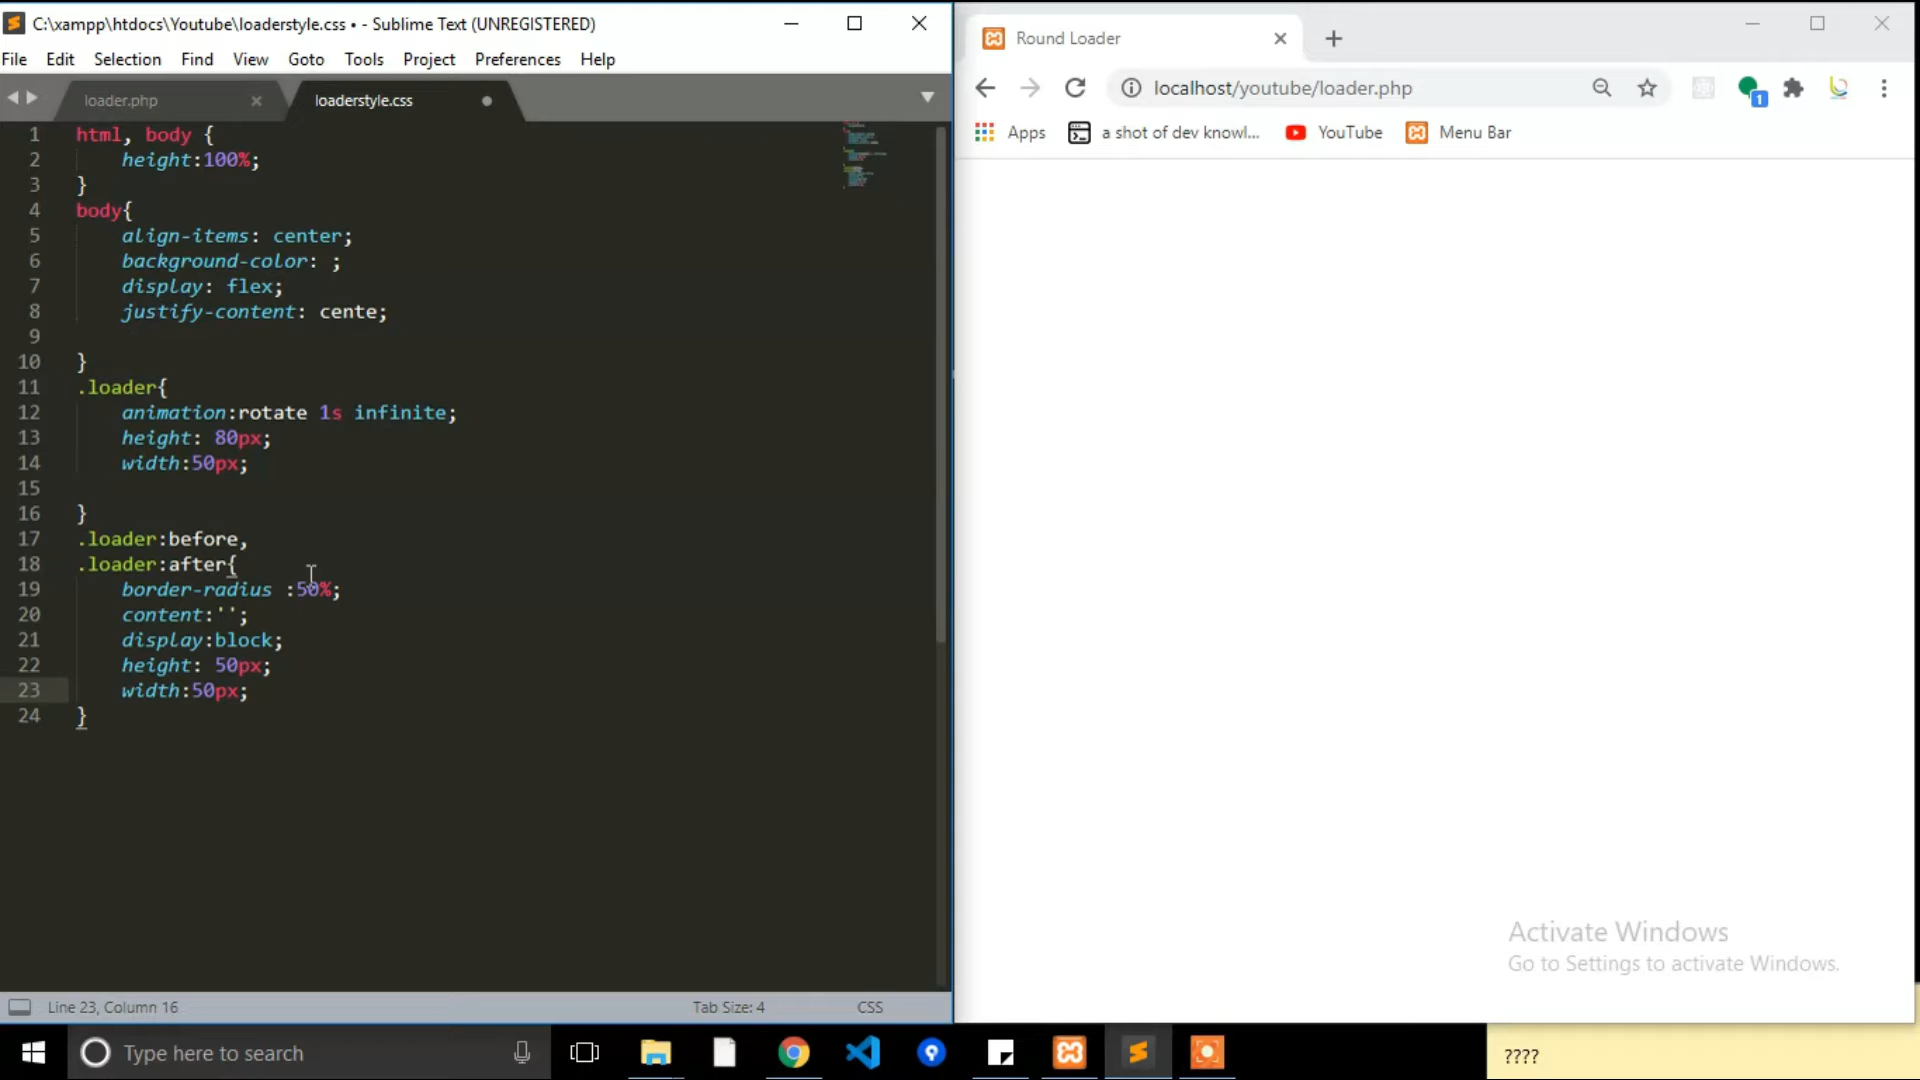 C:\xampp\htdocs\Youtube\loaderstyle.css • - Sublime Text (UNREGISTERED)
File Edit Selection Find View Goto Tools Project Preferences Help
loader.php
loaderstyle.css
1 html, body {
2 height:100%;
3 }
4 body{
5 align-items: center;
6 background-color: ;
7 display: flex;
8 justify-content: cente;
9
10 }
11 .loader{
12 animation:rotate 1s infinite;
13 height: 80px;
14 width:50px;
15
16 }
17 .loader:before,
18 .loader:after{
19 border-radius :50%;
20 content:'';
21 display:block;
22 height: 50px;
23 width:50px;
24 }
Line 23, Column 16
Tab Size: 4
CSS
Round Loader
localhost/youtube/loader.php
1
Apps
a shot of dev knowl...
YouTube
Menu Bar
Activate Windows
Go to Settings to activate Windows.
Type here to search
????